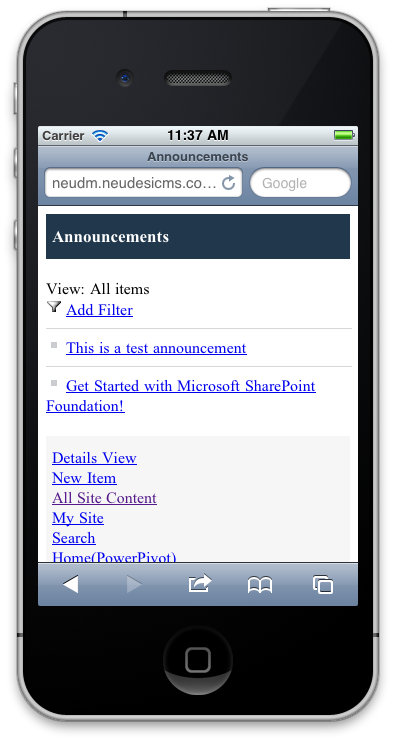 Carrier 11:37 AM
Announcements
neudm.neudesicms.co... Google
Announcements
View: All items
Add Filter
This is a test announcement
Get Started with Microsoft SharePoint
Foundation!
Details View
New Item
All Site Content
My Site
Search
Home(PowerPivot)